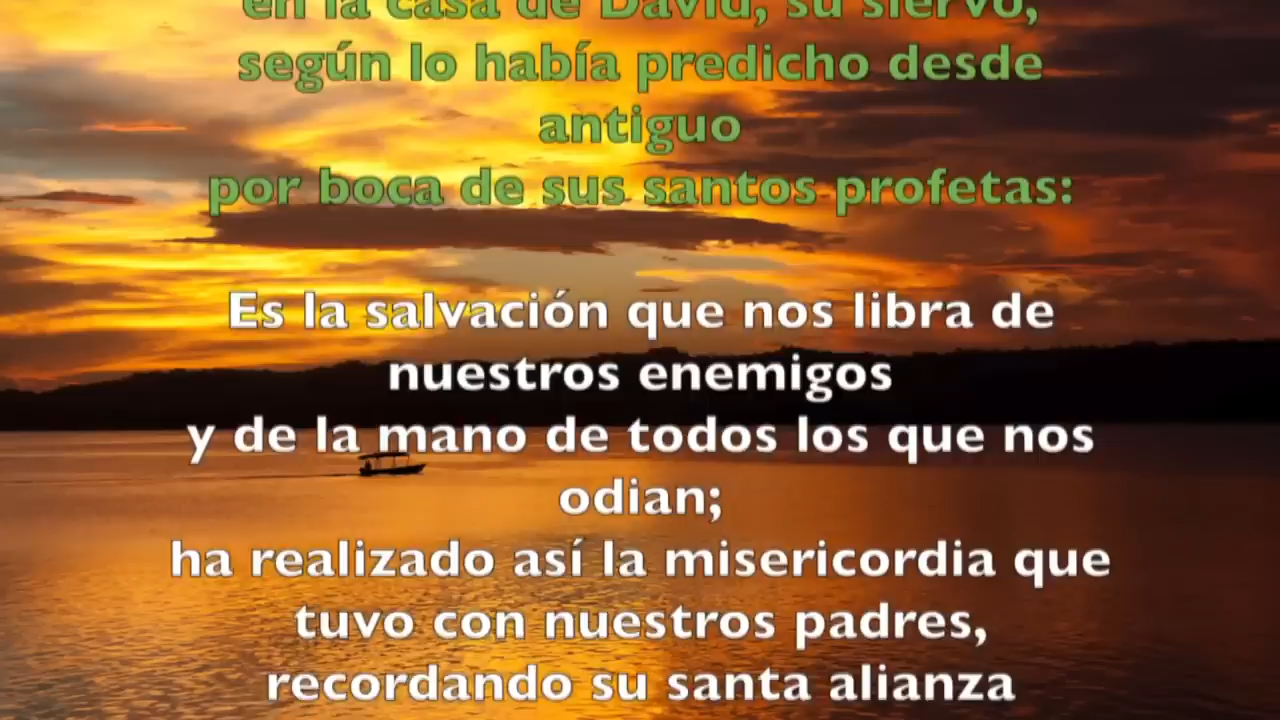 en la casa de David, su siervo,
según lo había predicho desde
antiguo
por boca de sus santos profetas:
Es la salvación que nos libra de
nuestros enemigos
y de la mano de todos los que nos
odian;
ha realizado así la misericordia que
tuvo con nuestros padres,
recordando su santa alianza